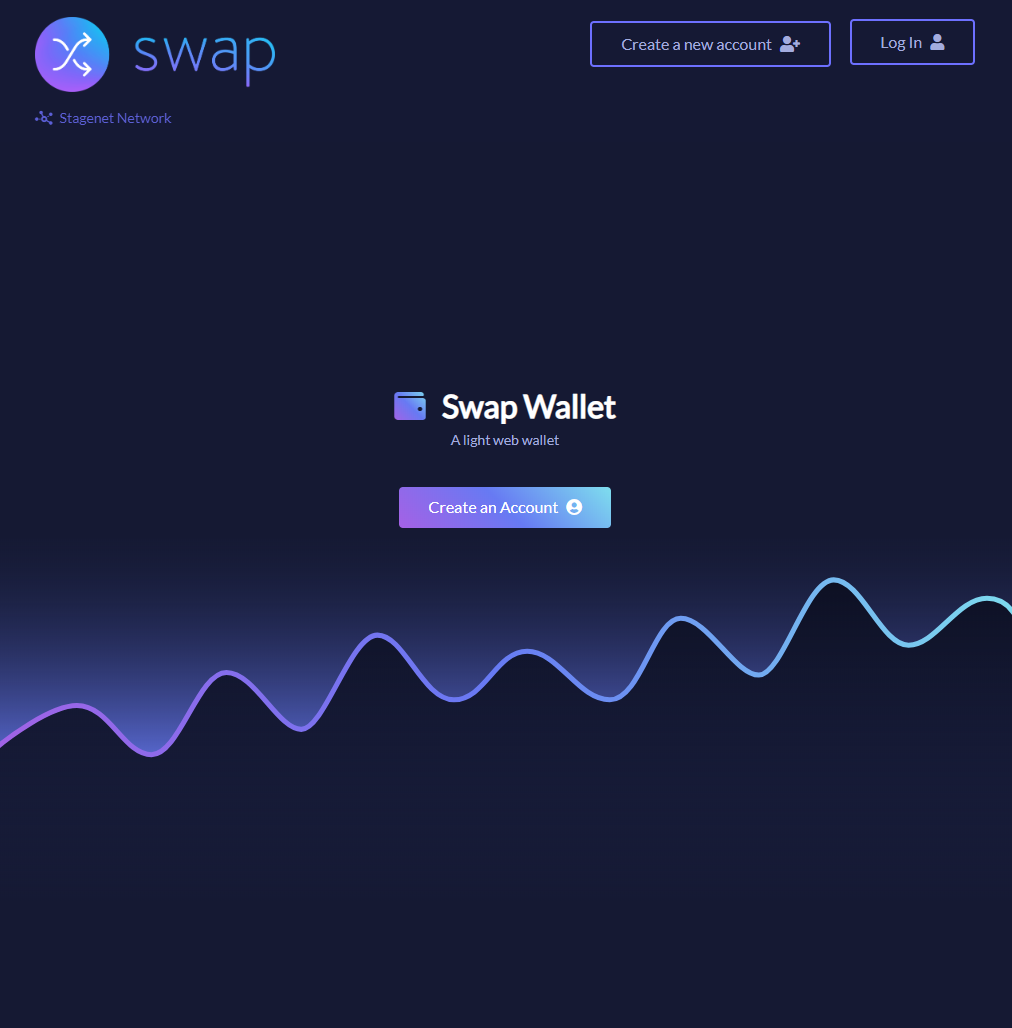 swap
Create a new account
Log In
Stagenet Network
Swap Wallet
A light web wallet
Create an Account